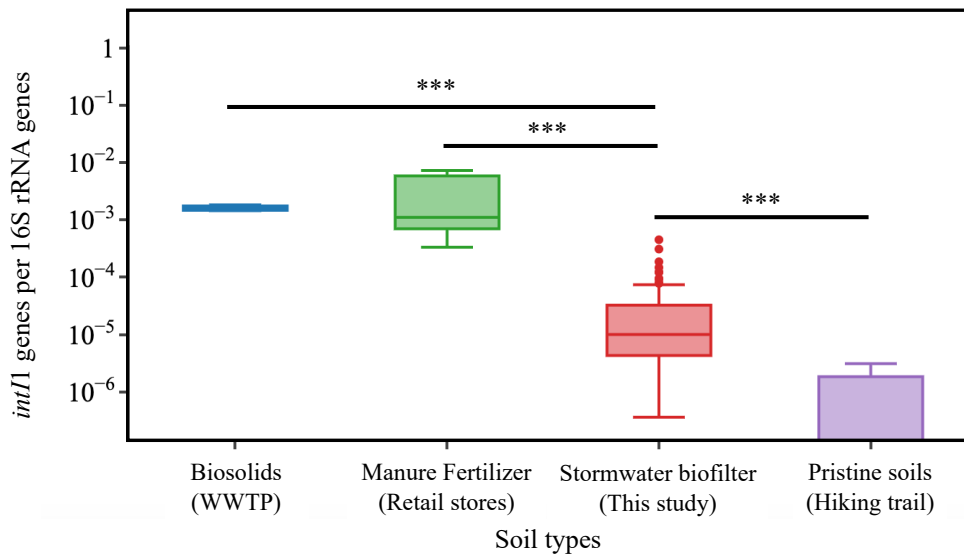 intI1 genes per 16S rRNA genes
1
10⁻¹
10⁻²
10⁻³
10⁻⁴
10⁻⁵
10⁻⁶
***
***
***
Biosolids
(WWTP)
Manure Fertilizer
(Retail stores)
Stormwater biofilter
(This study)
Pristine soils
(Hiking trail)
Soil types